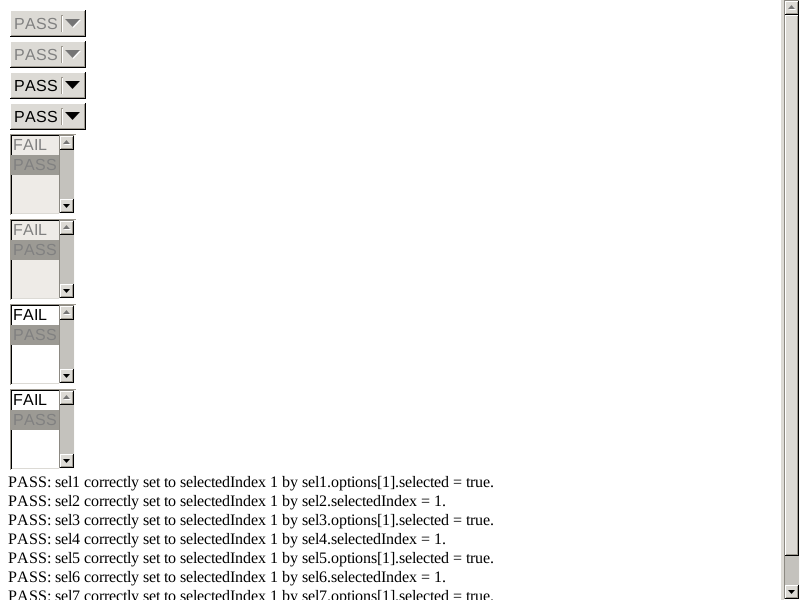 PASS
PASS
PASS
PASS
FAIL
PASS
FAIL
PASS
FAIL
PASS
FAIL
PASS
PASS: sel1 correctly set to selectedIndex 1 by sel1.options[1].selected = true.
PASS: sel2 correctly set to selectedIndex 1 by sel2.selectedIndex = 1.
PASS: sel3 correctly set to selectedIndex 1 by sel3.options[1].selected = true.
PASS: sel4 correctly set to selectedIndex 1 by sel4.selectedIndex = 1.
PASS: sel5 correctly set to selectedIndex 1 by sel5.options[1].selected = true.
PASS: sel6 correctly set to selectedIndex 1 by sel6.selectedIndex = 1.
PASS: sel7 correctly set to selectedIndex 1 by sel7.options[1].selected = true.